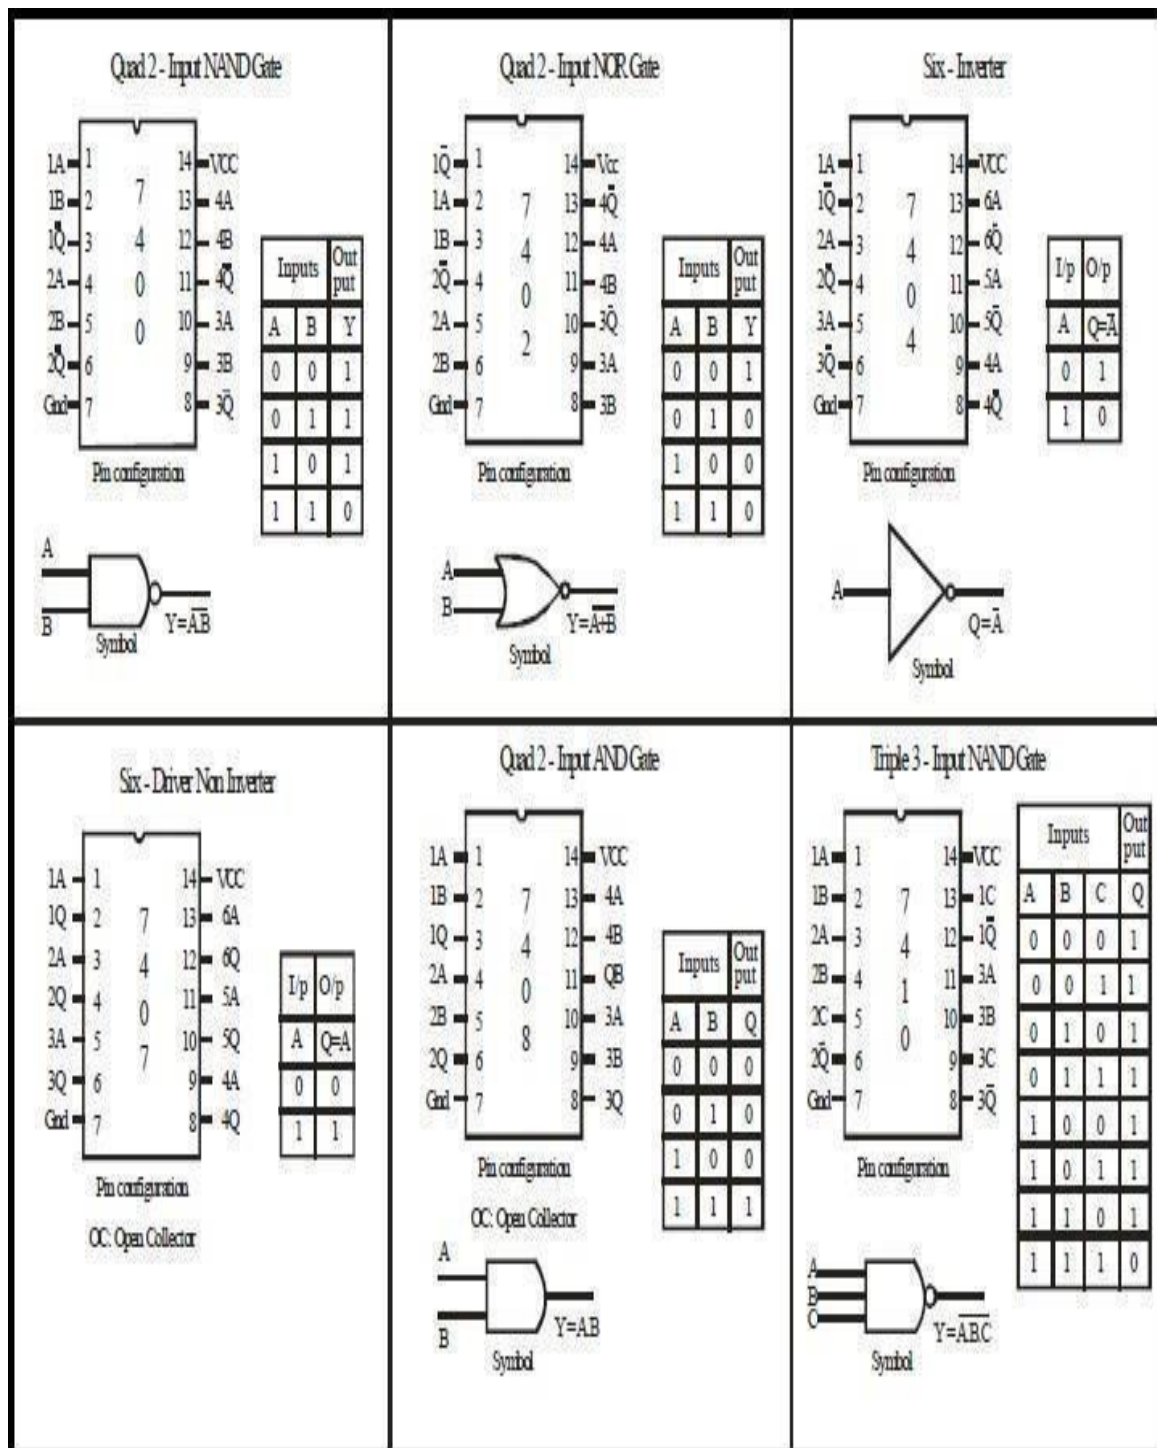 Quad 2 - Input NAND Gate
1A 1 14 VCC
1B 2 13 4A
1Q̅ 3 12 4B
2A 4 11 4Q̅
2B 5 10 3A
2Q̅ 6 9 3B
Gnd 7 8 3Q̅
7
4
0
0
Pin configuration
Inputs Out put
A B Y
0 0 1
0 1 1
1 0 1
1 1 0
A
B
Y=A̅.̅B̅
Symbol
Quad 2 - Input NOR Gate
1Q̅ 1 14 Vcc
1A 2 13 4Q̅
1B 3 12 4A
2Q̅ 4 11 4B
2A 5 10 3Q̅
2B 6 9 3A
Gnd 7 8 3B
7
4
0
2
Pin configuration
Inputs Out put
A B Y
0 0 1
0 1 0
1 0 0
1 1 0
A
B
Y=A̅+̅B̅
Symbol
Six - Inverter
1A 1 14 VCC
1Q̅ 2 13 6A
2A 3 12 6Q̅
2Q̅ 4 11 5A
3A 5 10 5Q̅
3Q̅ 6 9 4A
Gnd 7 8 4Q̅
7
4
0
4
Pin configuration
I/p O/p
A Q=A̅
0 1
1 0
A
Q=A̅
Symbol
Six - Driver Non Inverter
1A 1 14 VCC
1Q 2 13 6A
2A 3 12 6Q
2Q 4 11 5A
3A 5 10 5Q
3Q 6 9 4A
Gnd 7 8 4Q
7
4
0
7
Pin configuration
OC: Open Collector
I/p O/p
A Q=A
0 0
1 1
Quad 2 - Input AND Gate
1A 1 14 VCC
1B 2 13 4A
1Q 3 12 4B
2A 4 11 QB
2B 5 10 3A
2Q 6 9 3B
Gnd 7 8 3Q
7
4
0
8
Pin configuration
OC: Open Collector
Inputs Out put
A B Q
0 0 0
0 1 0
1 0 0
1 1 1
A
B
Y=A.B
Symbol
Triple 3 - Input NAND Gate
1A 1 14 VCC
1B 2 13 1C
2A 3 12 1Q̅
2B 4 11 3A
2C 5 10 3B
2Q̅ 6 9 3C
Gnd 7 8 3Q̅
7
4
1
0
Pin configuration
Inputs Out put
A B C Q
0 0 0 1
0 0 1 1
0 1 0 1
0 1 1 1
1 0 0 1
1 0 1 1
1 1 0 1
1 1 1 0
A
B
C
Y=A̅.̅B̅.̅C̅
Symbol